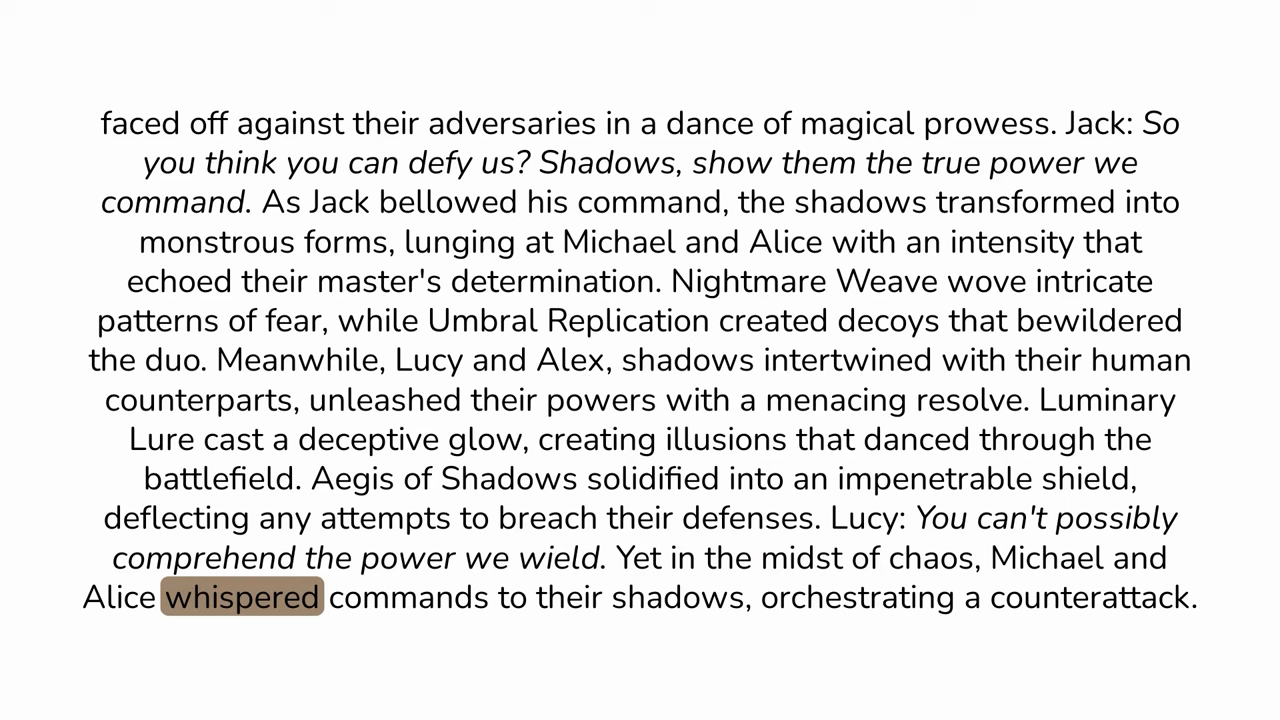 faced off against their adversaries in a dance of magical prowess. Jack: So
you think you can defy us? Shadows, show them the true power we
command. As Jack bellowed his command, the shadows transformed into
monstrous forms, lunging at Michael and Alice with an intensity that
echoed their master's determination. Nightmare Weave wove intricate
patterns of fear, while Umbral Replication created decoys that bewildered
the duo. Meanwhile, Lucy and Alex, shadows intertwined with their human
counterparts, unleashed their powers with a menacing resolve. Luminary
Lure cast a deceptive glow, creating illusions that danced through the
battlefield. Aegis of Shadows solidified into an impenetrable shield,
deflecting any attempts to breach their defenses. Lucy: You can't possibly
comprehend the power we wield. Yet in the midst of chaos, Michael and
Alice whispered commands to their shadows, orchestrating a counterattack.